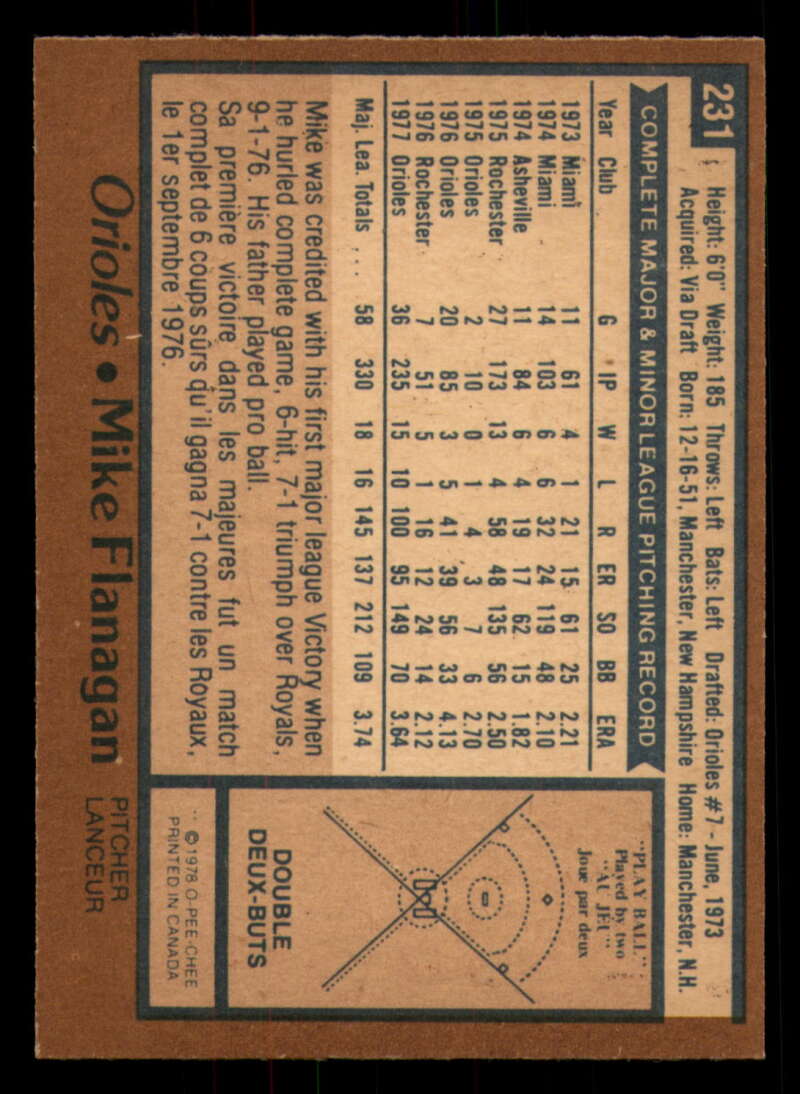 231
Height: 6'0" Weight: 185 Throws: Left Bats: Left Drafted: Orioles #7 - June, 1973
Acquired: Via Draft Born: 12-16-51, Manchester, New Hampshire Home: Manchester, N.H.
COMPLETE MAJOR & MINOR LEAGUE PITCHING RECORD
Year Club G IP W L R ER SO BB ERA
1973 Miami 11 61 4 1 21 15 61 25 2.21
1974 Miami 14 103 6 6 32 24 119 48 2.10
1974 Asheville 11 84 6 4 19 17 62 15 1.82
1975 Rochester 27 173 13 4 58 48 135 56 2.50
1975 Orioles 2 10 0 1 4 3 7 6 2.70
1976 Orioles 20 85 3 5 41 39 56 33 4.13
1976 Rochester 7 51 5 1 16 12 24 14 2.12
1977 Orioles 36 235 15 10 100 95 149 70 3.64
Maj. Lea. Totals ... 58 330 18 16 145 137 212 109 3.74
Mike was credited with his first major league Victory when
he hurled complete game, 6-hit, 7-1 triumph over Royals,
9-1-76. His father played pro ball.
Sa première victoire dans les majeures fut un match
complet de 6 coups sûrs qu'il gagna 7-1 contre les Royaux,
le 1er septembre 1976.
"PLAY BALL"
Played by two
"AU JEU"
Joue par deux
DOUBLE
DEUX-BUTS
©1978 O-PEE-CHEE
PRINTED IN CANADA
Orioles • Mike Flanagan
PITCHER
LANCEUR